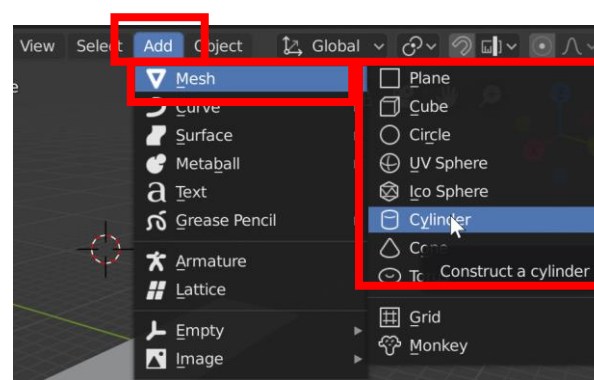 View Select Add Object Global
Mesh
Curve
Surface
Metaball
Text
Grease Pencil
Armature
Lattice
Empty
Image
Plane
Cube
Circle
UV Sphere
Ico Sphere
Cylinder
Construct a cylinder
Grid
Monkey